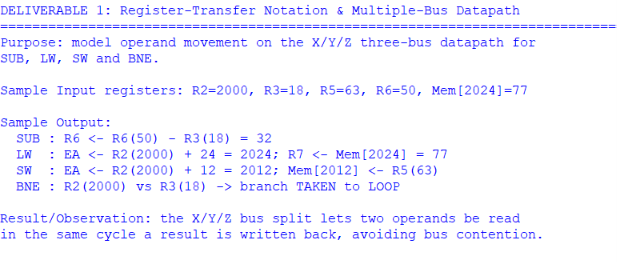 DELIVERABLE 1: Register-Transfer Notation & Multiple-Bus Datapath
================================================================================
Purpose: model operand movement on the X/Y/Z three-bus datapath for
SUB, LW, SW and BNE.
Sample Input registers: R2=2000, R3=18, R5=63, R6=50, Mem[2024]=77
Sample Output:
SUB : R6 <- R6(50) - R3(18) = 32
LW  : EA <- R2(2000) + 24 = 2024; R7 <- Mem[2024] = 77
SW  : EA <- R2(2000) + 12 = 2012; Mem[2012] <- R5(63)
BNE : R2(2000) vs R3(18) -> branch TAKEN to LOOP
Result/Observation: the X/Y/Z bus split lets two operands be read
in the same cycle a result is written back, avoiding bus contention.